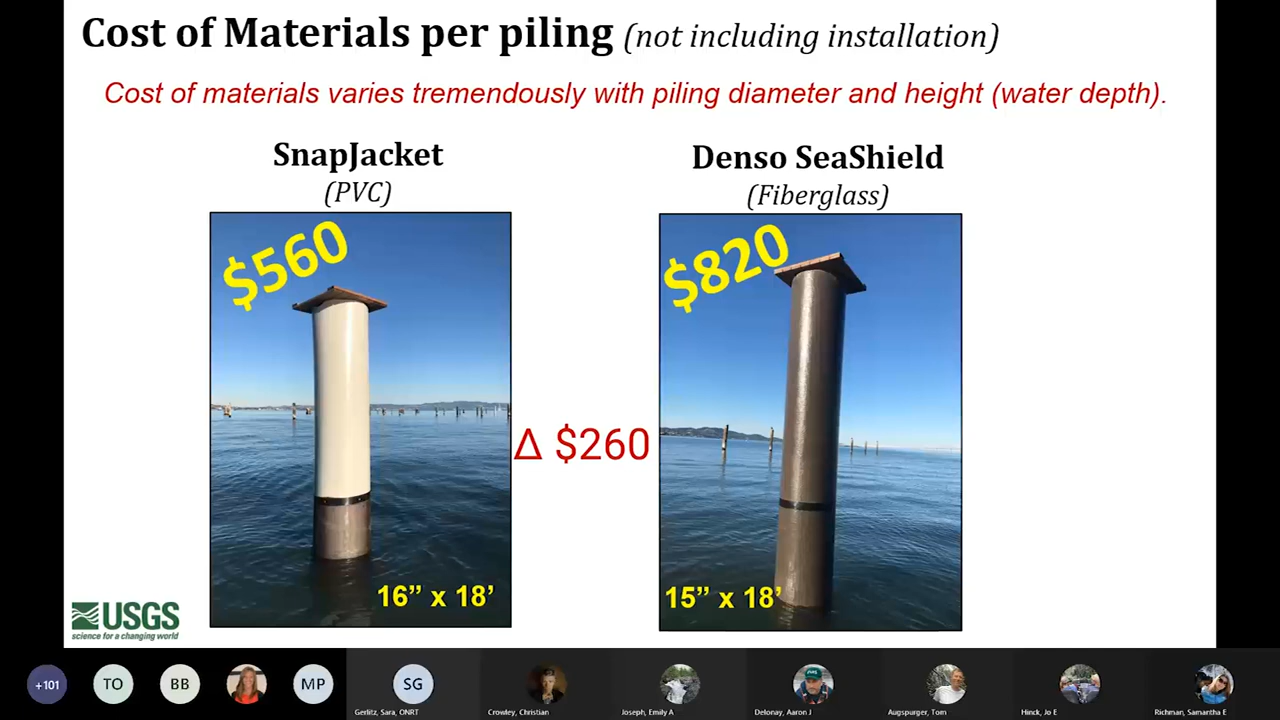 Cost of Materials per piling (not including installation)
Cost of materials varies tremendously with piling diameter and height (water depth).
SnapJacket
(PVC)
Denso SeaShield
(Fiberglass)
$560
$820
Δ $260
16” x 18’
15” x 18’
USGS
science for a changing world
+101
TO
BB
MP
SG
Gerlitz, Sara, ONRT
Crowley, Christian
Joseph, Emily A
Delonay, Aaron J
Augspurger, Tom
Hinck, Jo E
Richman, Samantha E